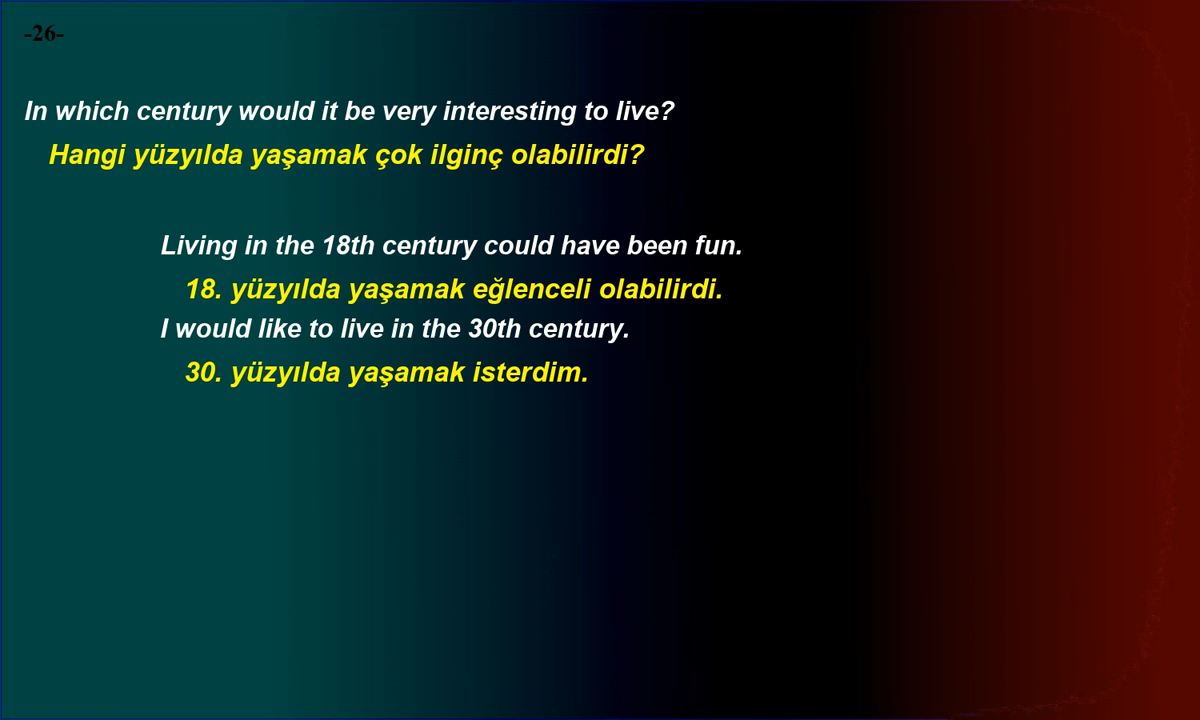 -26-
In which century would it be very interesting to live?
Hangi yüzyılda yaşamak çok ilginç olabilirdi?
Living in the 18th century could have been fun.
18. yüzyılda yaşamak eğlenceli olabilirdi.
I would like to live in the 30th century.
30. yüzyılda yaşamak isterdim.